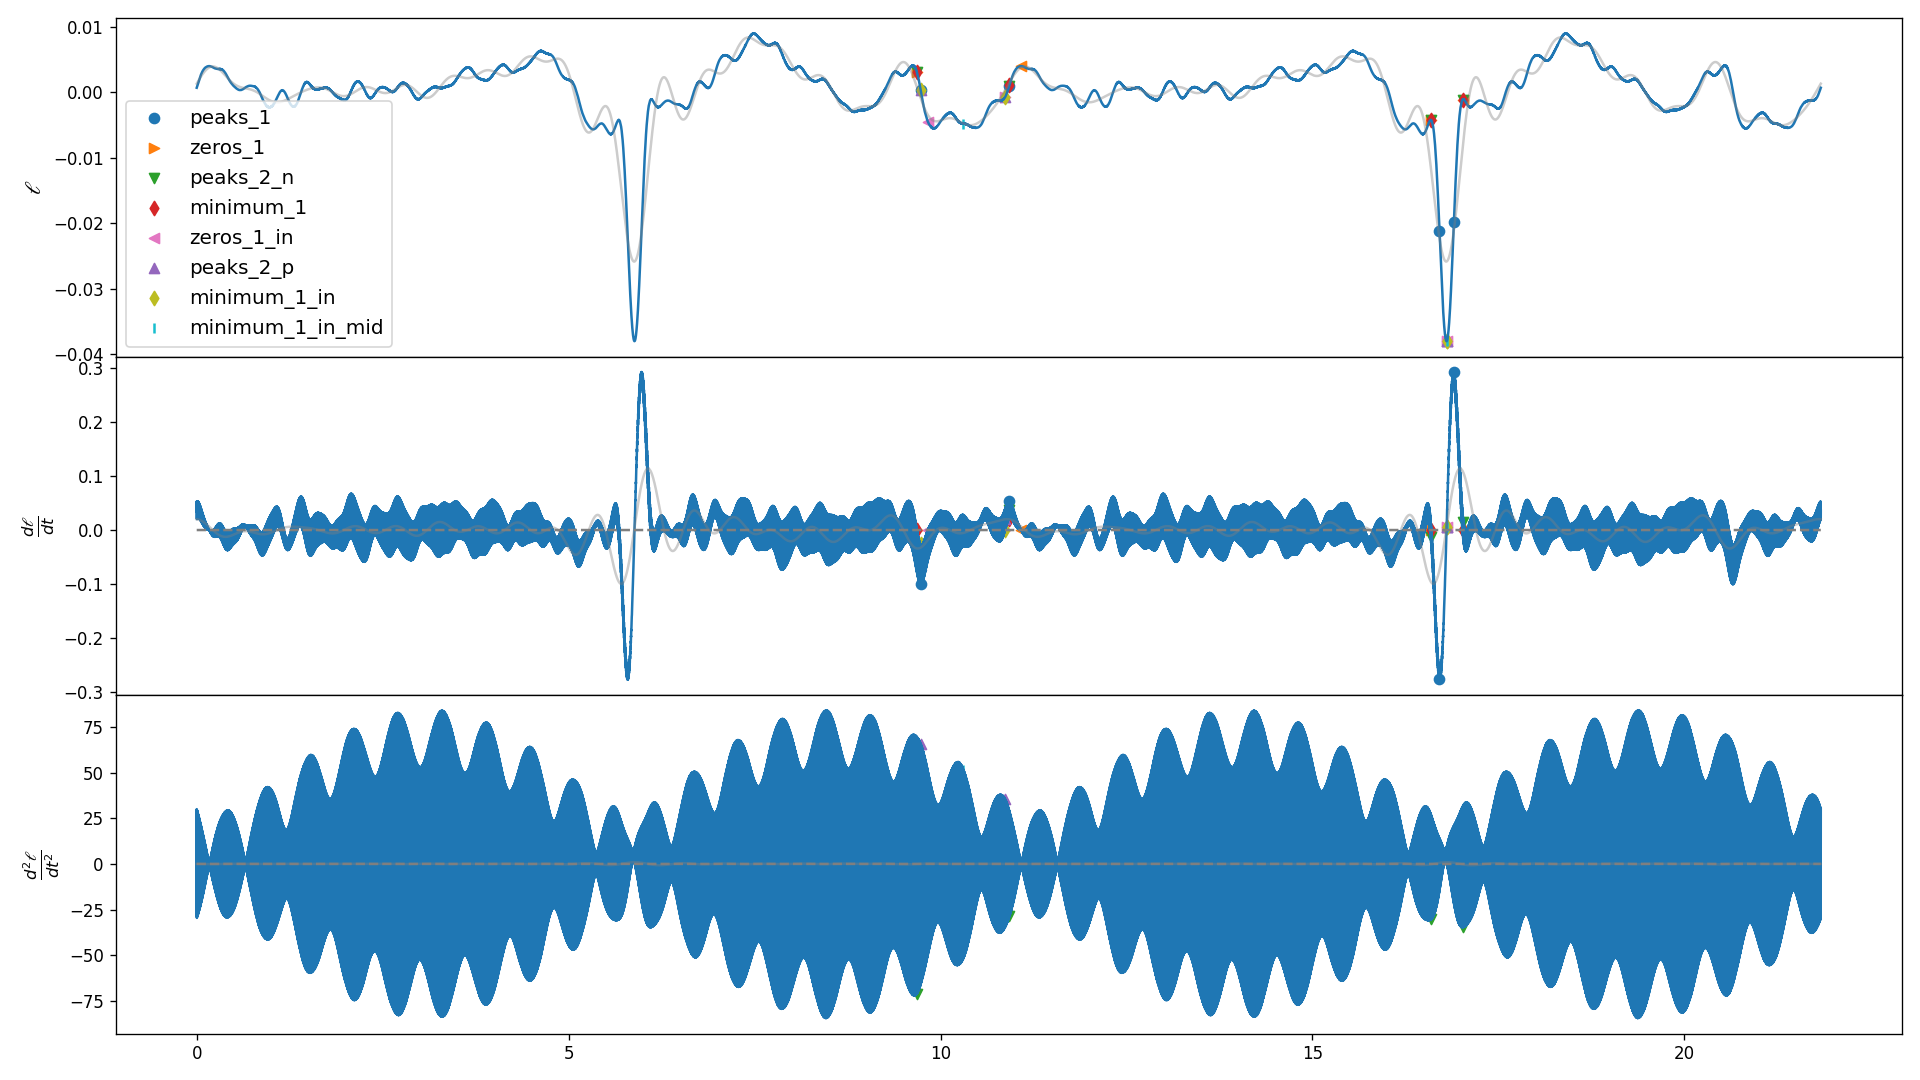 0.01
0.00
−0.01
−0.02
−0.03
−0.04
ℓ
peaks_1
zeros_1
peaks_2_n
minimum_1
zeros_1_in
peaks_2_p
minimum_1_in
minimum_1_in_mid
0.3
0.2
0.1
0.0
−0.1
−0.2
−0.3
dℓ
dt
75
50
25
0
−25
−50
−75
d²ℓ
dt²
0 5 10 15 20